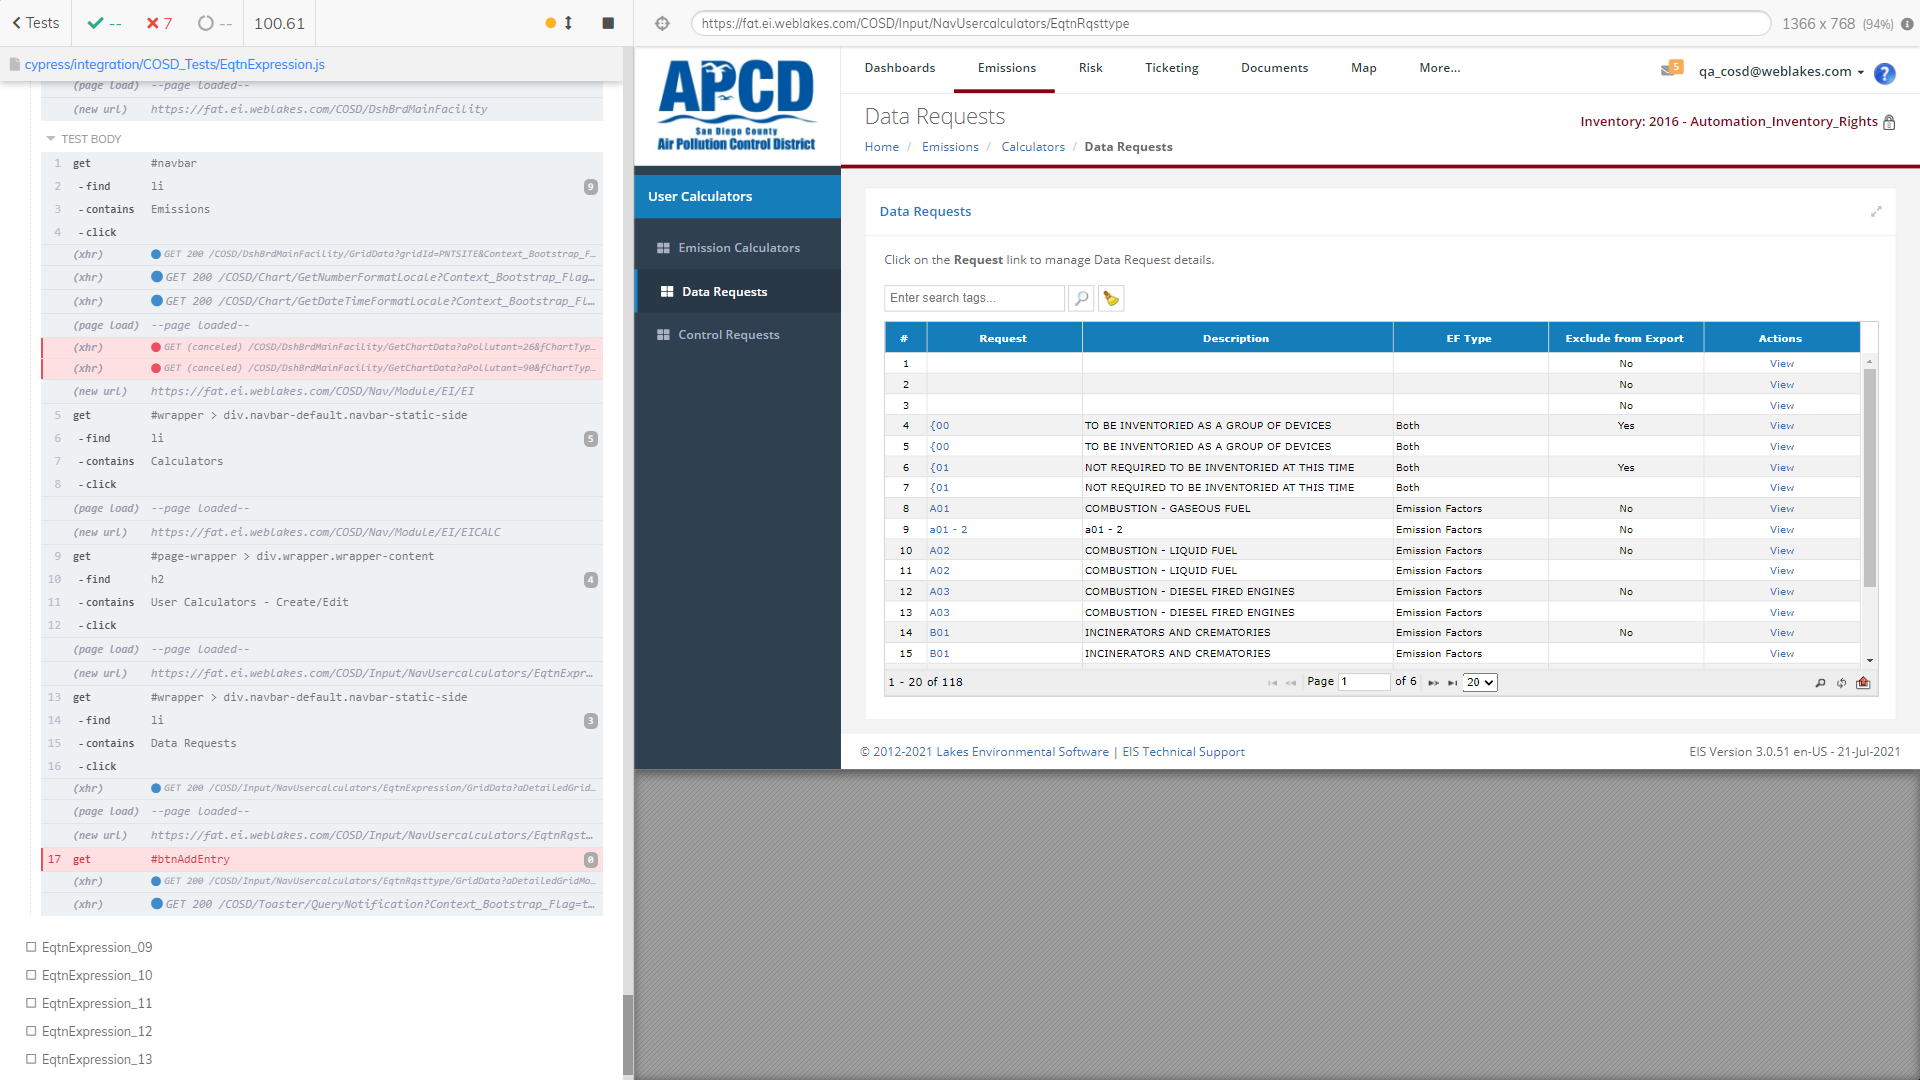 Tests
--
7
--
100.61
cypress/integration/COSD_Tests/EqtnExpression.js
(page load) --page loaded--
(new url) https://fat.ei.weblakes.com/COSD/DshBrdMainFacility
TEST BODY
1 get #navbar
2 -find li 9
3 -contains Emissions
4 -click
(xhr) GET 200 /COSD/DshBrdMainFacility/GridData?gridId=PNTSITE&Context_Bootstrap_F...
(xhr) GET 200 /COSD/Chart/GetNumberFormatLocale?Context_Bootstrap_Flag...
(xhr) GET 200 /COSD/Chart/GetDateTimeFormatLocale?Context_Bootstrap_Fl...
(page load) --page loaded--
(xhr) GET (canceled) /COSD/DshBrdMainFacility/GetChartData?aPollutant=26&fChartTyp...
(xhr) GET (canceled) /COSD/DshBrdMainFacility/GetChartData?aPollutant=90&fChartTyp...
(new url) https://fat.ei.weblakes.com/COSD/Nav/Module/EI/EI
5 get #wrapper > div.navbar-default.navbar-static-side
6 -find li 5
7 -contains Calculators
8 -click
(page load) --page loaded--
(new url) https://fat.ei.weblakes.com/COSD/Nav/Module/EI/EICALC
9 get #page-wrapper > div.wrapper.wrapper-content
10 -find h2 4
11 -contains User Calculators - Create/Edit
12 -click
(page load) --page loaded--
(new url) https://fat.ei.weblakes.com/COSD/Input/NavUsercalculators/EqtnExpr...
13 get #wrapper > div.navbar-default.navbar-static-side
14 -find li 3
15 -contains Data Requests
16 -click
(xhr) GET 200 /COSD/Input/NavUsercalculators/EqtnExpression/GridData?aDetailedGrid...
(page load) --page loaded--
(new url) https://fat.ei.weblakes.com/COSD/Input/NavUsercalculators/EqtnRqst...
17 get #btnAddEntry 0
(xhr) GET 200 /COSD/Input/NavUsercalculators/EqtnRqsttype/GridData?aDetailedGridMo...
(xhr) GET 200 /COSD/Toaster/QueryNotification?Context_Bootstrap_Flag=t...
EqtnExpression_09
EqtnExpression_10
EqtnExpression_11
EqtnExpression_12
EqtnExpression_13
https://fat.ei.weblakes.com/COSD/Input/NavUsercalculators/EqtnRqsttype
1366 x 768 (94%)
APCD
San Diego County
Air Pollution Control District
Dashboards Emissions Risk Ticketing Documents Map More...
5 qa_cosd@weblakes.com ?
Data Requests
Inventory: 2016 - Automation_Inventory_Rights
Home / Emissions / Calculators / Data Requests
User Calculators
Emission Calculators
Data Requests
Control Requests
Data Requests
Click on the Request link to manage Data Request details.
Enter search tags...
# Request Description EF Type Exclude from Export Actions
1 No View
2 No View
3 No View
4 {00 TO BE INVENTORIED AS A GROUP OF DEVICES Both Yes View
5 {00 TO BE INVENTORIED AS A GROUP OF DEVICES Both View
6 {01 NOT REQUIRED TO BE INVENTORIED AT THIS TIME Both Yes View
7 {01 NOT REQUIRED TO BE INVENTORIED AT THIS TIME Both View
8 A01 COMBUSTION - GASEOUS FUEL Emission Factors No View
9 a01 - 2 a01 - 2 Emission Factors No View
10 A02 COMBUSTION - LIQUID FUEL Emission Factors No View
11 A02 COMBUSTION - LIQUID FUEL Emission Factors View
12 A03 COMBUSTION - DIESEL FIRED ENGINES Emission Factors No View
13 A03 COMBUSTION - DIESEL FIRED ENGINES Emission Factors View
14 B01 INCINERATORS AND CREMATORIES Emission Factors No View
15 B01 INCINERATORS AND CREMATORIES Emission Factors View
1 - 20 of 118 Page 1 of 6 20
© 2012-2021 Lakes Environmental Software | EIS Technical Support
EIS Version 3.0.51 en-US - 21-Jul-2021